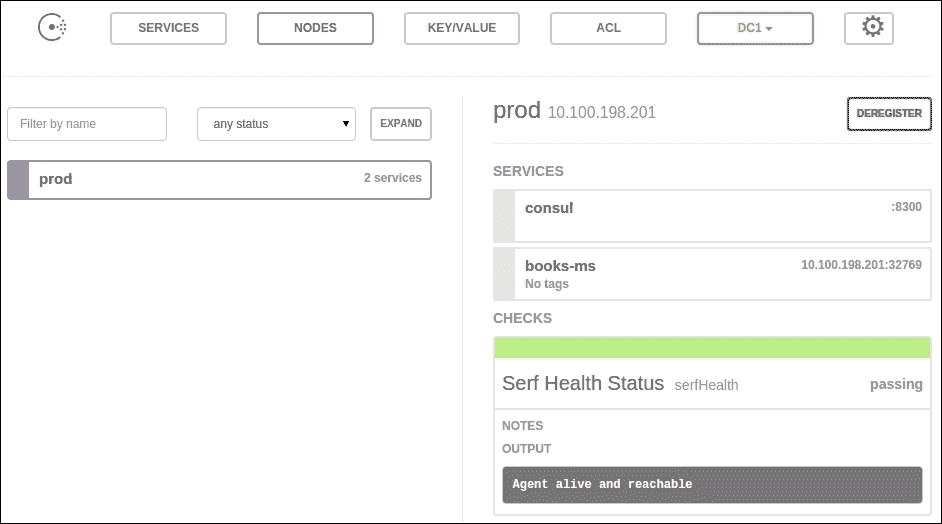 SERVICES NODES KEY/VALUE ACL DC1
Filter by name any status EXPAND
prod 2 services
prod 10.100.198.201 DEREGISTER
SERVICES
consul :8300
books-ms 10.100.198.201:32769
No tags
CHECKS
Serf Health Status serfHealth passing
NOTES
OUTPUT
Agent alive and reachable